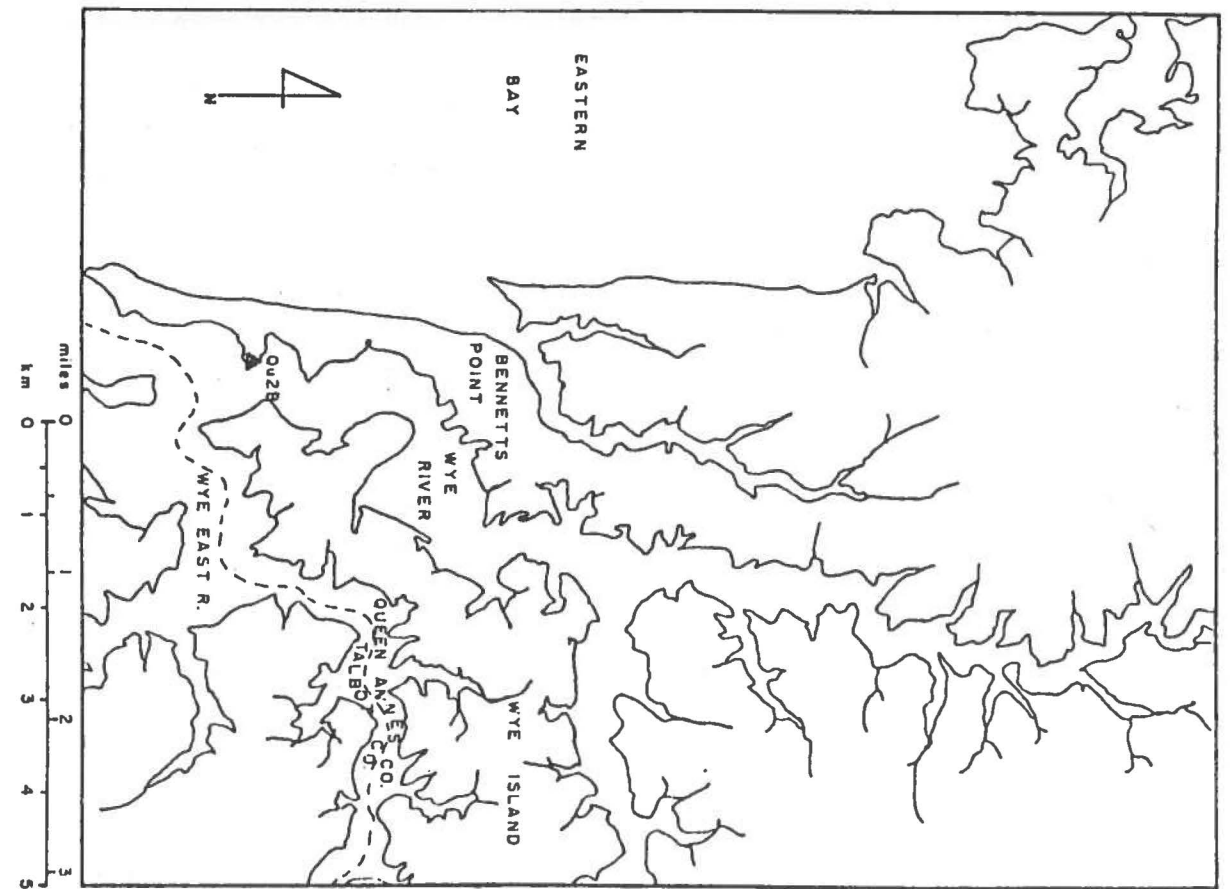 EASTERN
BAY
N
BENNETTS
POINT
Qu2B
WYE
RIVER
WYE EAST R.
QUEEN ANNES CO.
TALBOT CO.
WYE ISLAND
miles
0 1 2 3
km
0 1 2 3 4 5